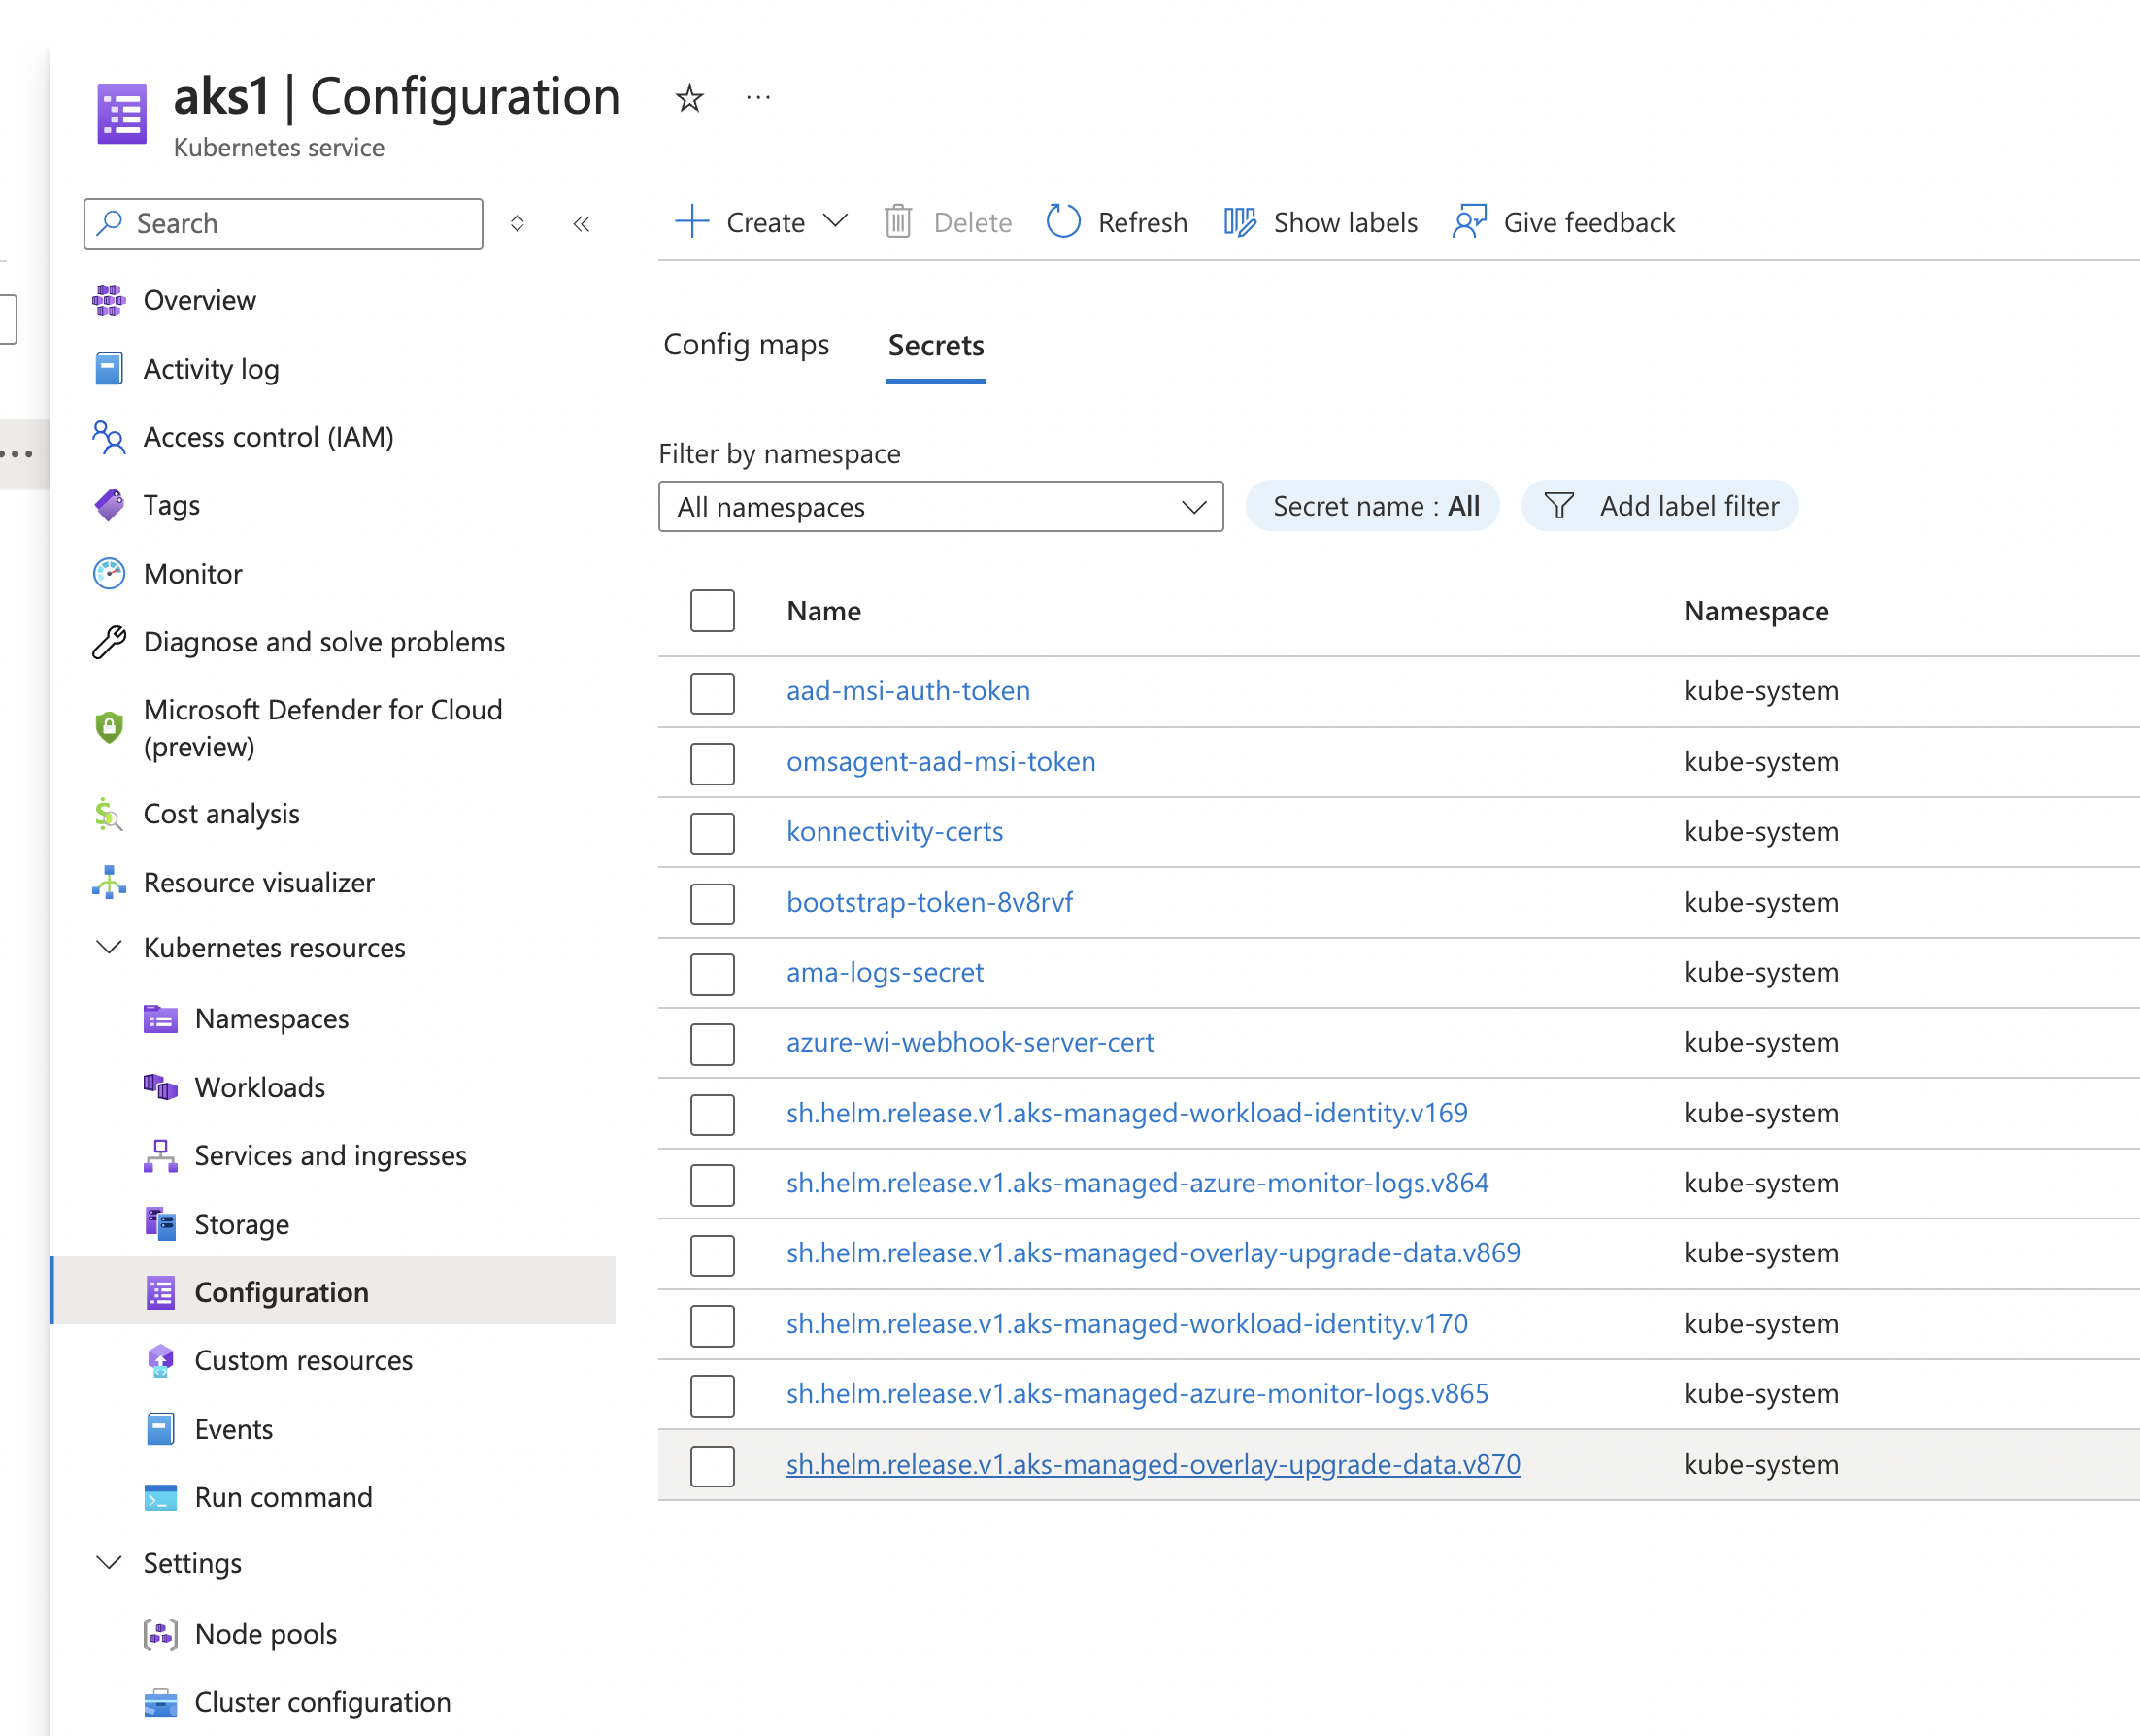 aks1 | Configuration
Kubernetes service
Search
Create
Delete
Refresh
Show labels
Give feedback
Overview
Activity log
Access control (IAM)
Tags
Monitor
Diagnose and solve problems
Microsoft Defender for Cloud
(preview)
Cost analysis
Resource visualizer
Kubernetes resources
Namespaces
Workloads
Services and ingresses
Storage
Configuration
Custom resources
Events
Run command
Settings
Node pools
Cluster configuration
Config maps Secrets
Filter by namespace
All namespaces
Secret name : All
Add label filter
Name Namespace
aad-msi-auth-token kube-system
omsagent-aad-msi-token kube-system
konnectivity-certs kube-system
bootstrap-token-8v8rvf kube-system
ama-logs-secret kube-system
azure-wi-webhook-server-cert kube-system
sh.helm.release.v1.aks-managed-workload-identity.v169 kube-system
sh.helm.release.v1.aks-managed-azure-monitor-logs.v864 kube-system
sh.helm.release.v1.aks-managed-overlay-upgrade-data.v869 kube-system
sh.helm.release.v1.aks-managed-workload-identity.v170 kube-system
sh.helm.release.v1.aks-managed-azure-monitor-logs.v865 kube-system
sh.helm.release.v1.aks-managed-overlay-upgrade-data.v870 kube-system